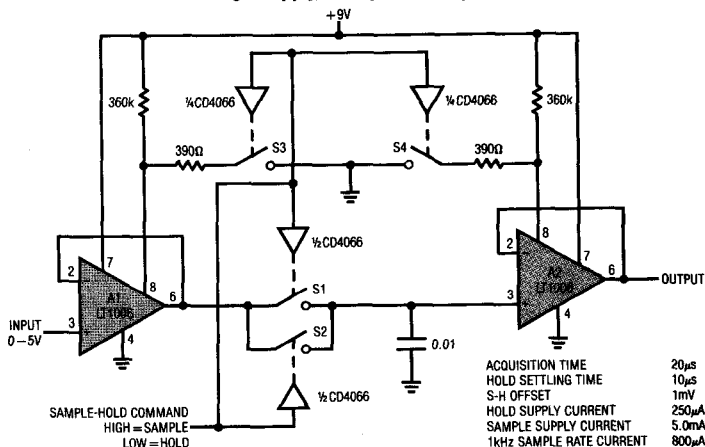 +9V
360k
¼CD4066
¼CD4066
360k
390Ω
S3
S4
390Ω
½CD4066
2
7
8
A1
LT1006
6
3
4
INPUT
0–5V
S1
S2
½CD4066
0.01
2
8
7
A2
LT1006
6
3
4
OUTPUT
SAMPLE-HOLD COMMAND
HIGH = SAMPLE
LOW = HOLD
ACQUISITION TIME 20µs
HOLD SETTLING TIME 10µs
S-H OFFSET 1mV
HOLD SUPPLY CURRENT 250µA
SAMPLE SUPPLY CURRENT 5.0mA
1kHz SAMPLE RATE CURRENT 800µA